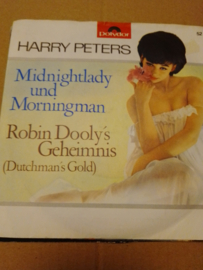 Polydor
HARRY PETERS
Midnightlady
und
Morningman
Robin Dooly's
Geheimnis
(Dutchman's Gold)